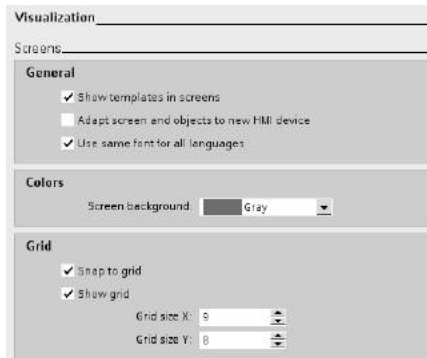 Visualization
Screens
General
Show templates in screens
Adapt screen and objects to new HMI device
Use same font for all languages
Colors
Screen background: Gray
Grid
Snap to grid
Show grid
Grid size X: 9
Grid size Y: 8